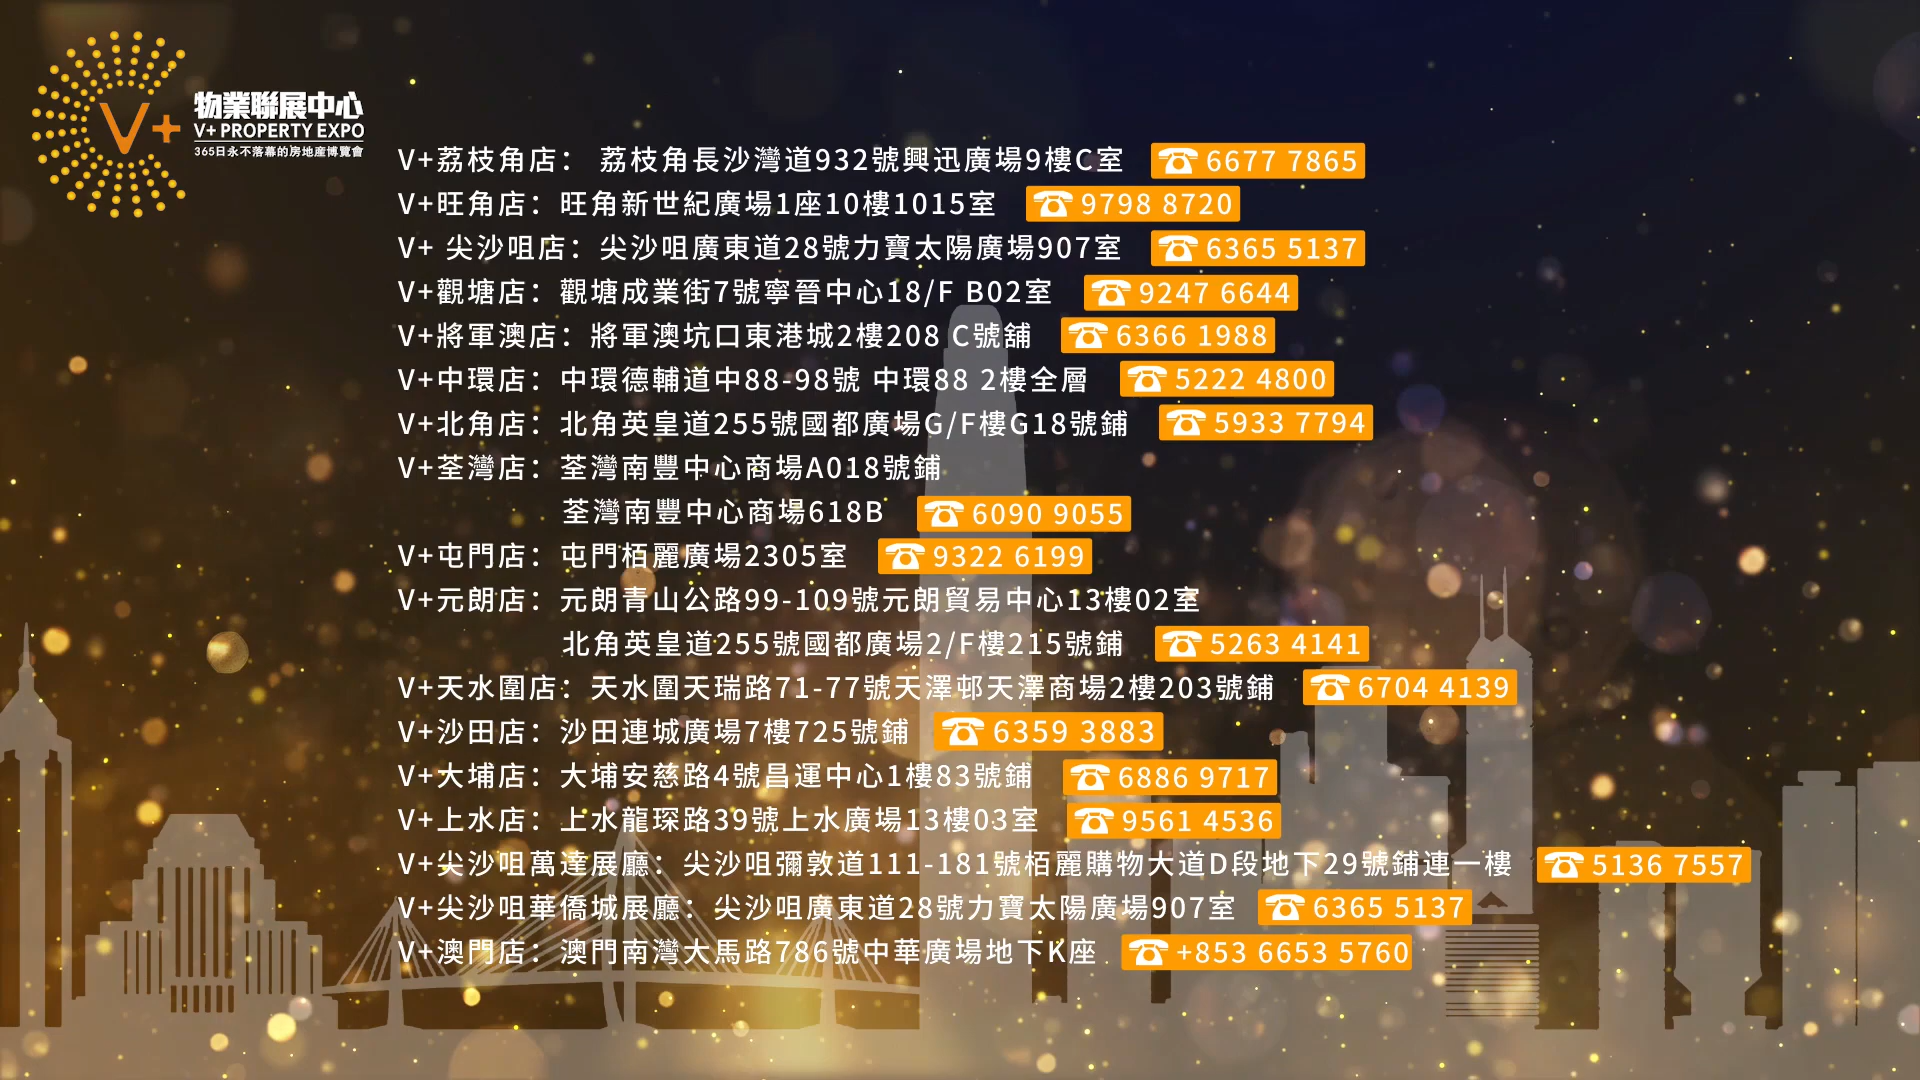 物業聯展中心
V+ PROPERTY EXPO
365日永不落幕的房地產博覽會
V+荔枝角店： 荔枝角長沙灣道932號興迅廣場9樓C室 6677 7865
V+旺角店：旺角新世紀廣場1座10樓1015室 9798 8720
V+ 尖沙咀店：尖沙咀廣東道28號力寶太陽廣場907室 6365 5137
V+觀塘店：觀塘成業街7號寧晉中心18/F B02室 9247 6644
V+將軍澳店：將軍澳坑口東港城2樓208 C號舖 6366 1988
V+中環店：中環德輔道中88-98號 中環88 2樓全層 5222 4800
V+北角店：北角英皇道255號國都廣場G/F樓G18號鋪 5933 7794
V+荃灣店：荃灣南豐中心商場A018號鋪
荃灣南豐中心商場618B 6090 9055
V+屯門店：屯門栢麗廣場2305室 9322 6199
V+元朗店：元朗青山公路99-109號元朗貿易中心13樓02室
北角英皇道255號國都廣場2/F樓215號鋪 5263 4141
V+天水圍店：天水圍天瑞路71-77號天澤邨天澤商場2樓203號鋪 6704 4139
V+沙田店：沙田連城廣場7樓725號鋪 6359 3883
V+大埔店：大埔安慈路4號昌運中心1樓83號鋪 6886 9717
V+上水店：上水龍琛路39號上水廣場13樓03室 9561 4536
V+尖沙咀萬達展廳：尖沙咀彌敦道111-181號栢麗購物大道D段地下29號鋪連一樓 5136 7557
V+尖沙咀華僑城展廳：尖沙咀廣東道28號力寶太陽廣場907室 6365 5137
V+澳門店：澳門南灣大馬路786號中華廣場地下K座 +853 6653 5760